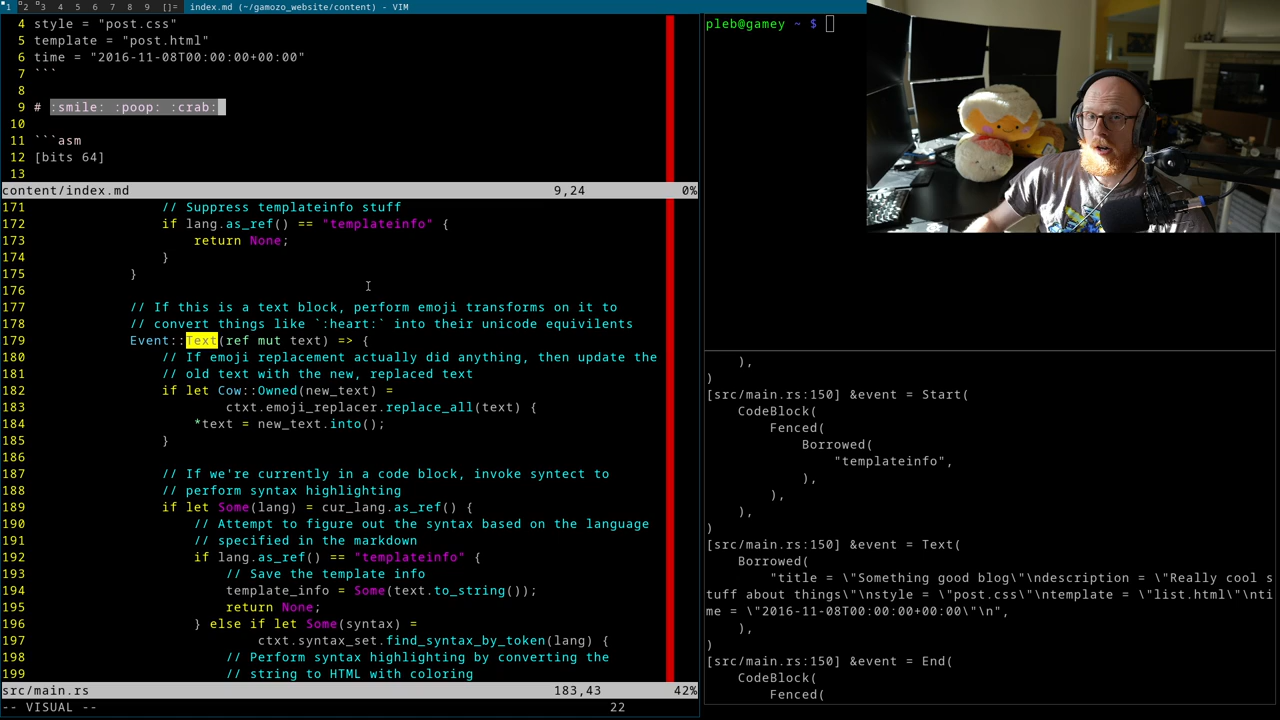 1 2 3 4 5 6 7 8 9 []= index.md (~/gamozo_website/content) - VIM
4 style = "post.css"
5 template = "post.html"
6 time = "2016-11-08T00:00:00+00:00"
7 ```
8
9 # :smile: :poop: :crab:
10
11 ```asm
12 [bits 64]
13
content/index.md 9,24 0%
171 // Suppress templateinfo stuff
172 if lang.as_ref() == "templateinfo" {
173 return None;
174 }
175 }
176
177 // If this is a text block, perform emoji transforms on it to
178 // convert things like `:heart:` into their unicode equivilents
179 Event::Text(ref mut text) => {
180 // If emoji replacement actually did anything, then update the
181 // old text with the new, replaced text
182 if let Cow::Owned(new_text) =
183 ctxt.emoji_replacer.replace_all(text) {
184 *text = new_text.into();
185 }
186
187 // If we're currently in a code block, invoke syntect to
188 // perform syntax highlighting
189 if let Some(lang) = cur_lang.as_ref() {
190 // Attempt to figure out the syntax based on the language
191 // specified in the markdown
192 if lang.as_ref() == "templateinfo" {
193 // Save the template info
194 template_info = Some(text.to_string());
195 return None;
196 } else if let Some(syntax) =
197 ctxt.syntax_set.find_syntax_by_token(lang) {
198 // Perform syntax highlighting by converting the
199 // string to HTML with coloring
src/main.rs 183,43 42%
-- VISUAL -- 22
pleb@gamey ~ $
),
)
[src/main.rs:150] &event = Start(
CodeBlock(
Fenced(
Borrowed(
"templateinfo",
),
),
),
)
[src/main.rs:150] &event = Text(
Borrowed(
"title = \"Something good blog\"\ndescription = \"Really cool s
tuff about things\"\nstyle = \"post.css\"\ntemplate = \"list.html\"\nti
me = \"2016-11-08T00:00:00+00:00\"\n",
),
)
[src/main.rs:150] &event = End(
CodeBlock(
Fenced(